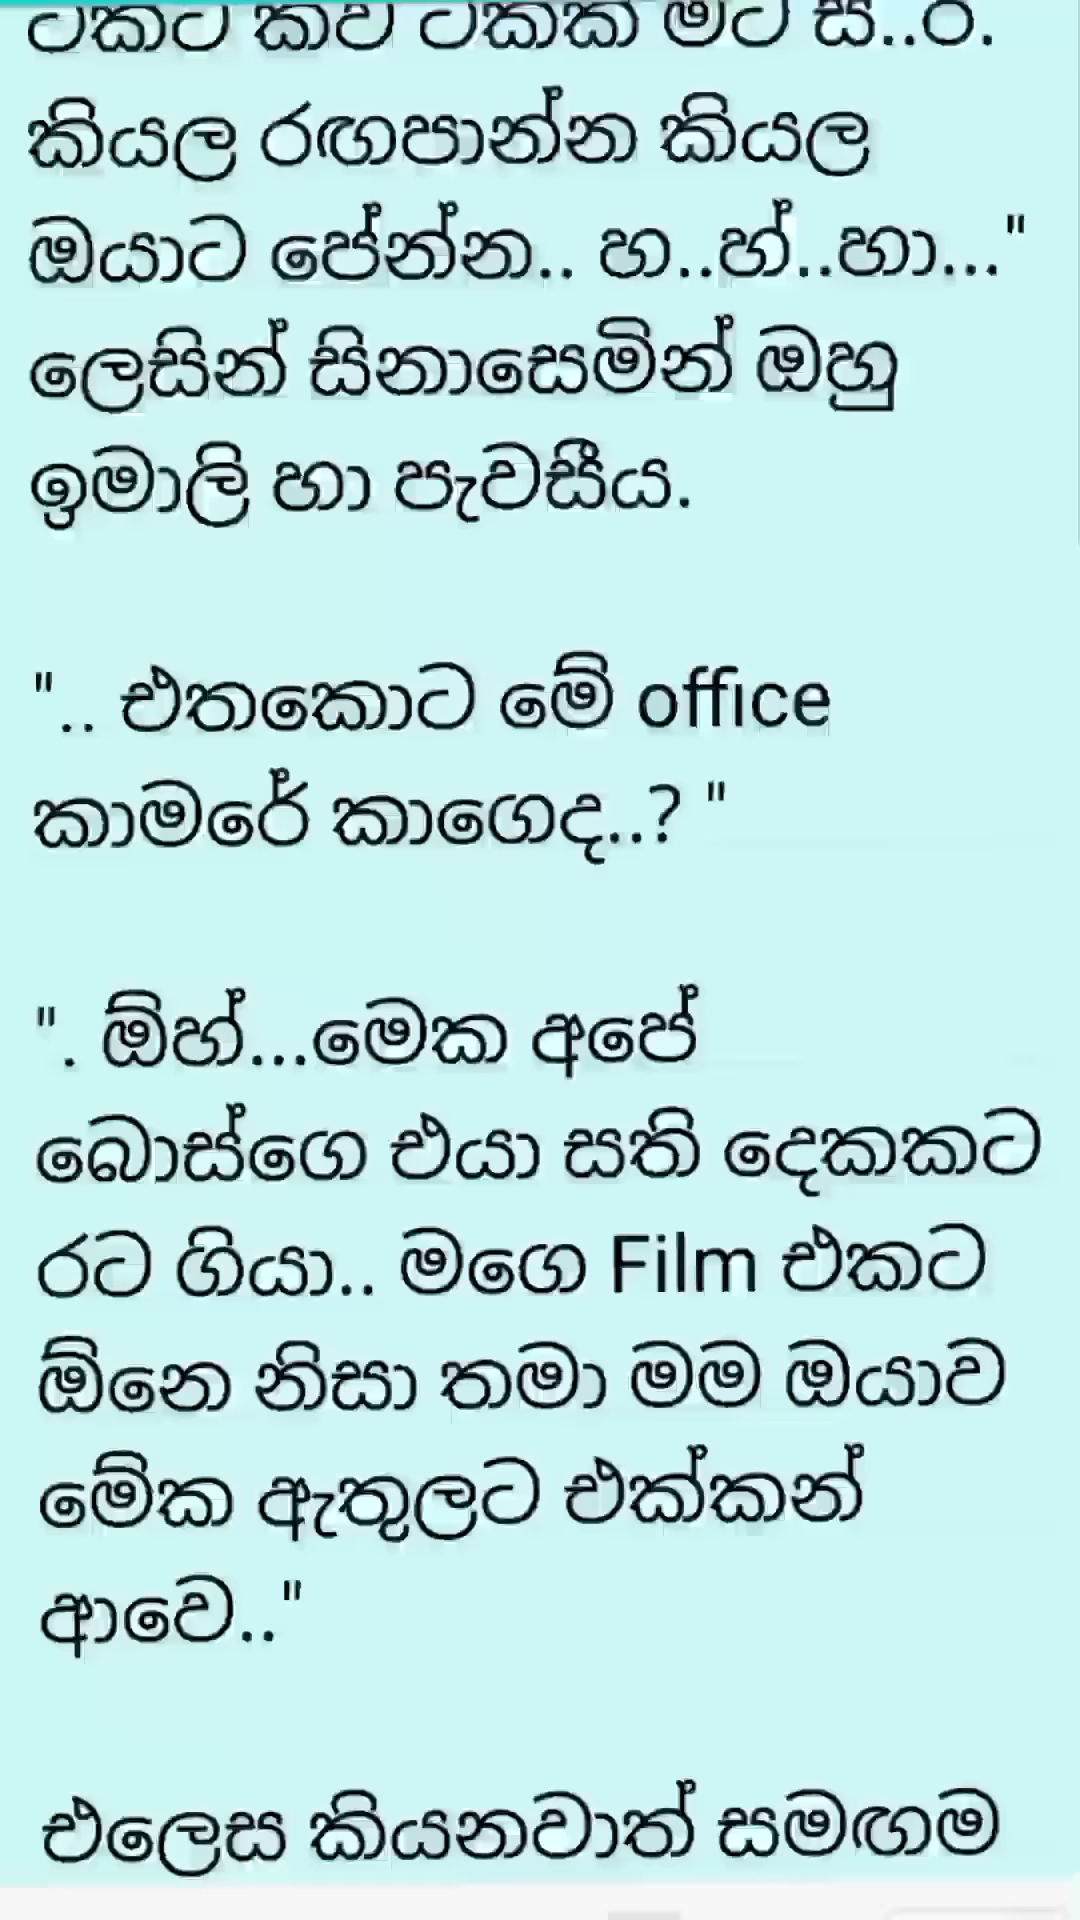 කියල රඟපාන්න කියල
ඔයාට පේන්න.. හ..හ්..හා..."
ලෙසින් සිනාසෙමින් ඔහු
ඉමාලි හා පැවසීය.
".. එතකොට මේ office
කාමරේ කාගෙද..? "
". ඕහ්...මෙක අපේ
බොස්ගෙ එයා සති දෙකකට
රට ගියා.. මගෙ Film එකට
ඕනෙ නිසා තමා මම ඔයාව
මේක ඇතුලට එක්කන්
ආවෙ.."
එලෙස කියනවාත් සමඟම